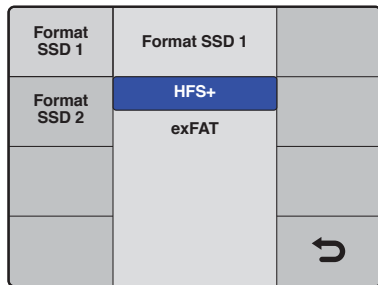 Format
SSD 1
Format SSD 1
Format
SSD 2
HFS+
exFAT